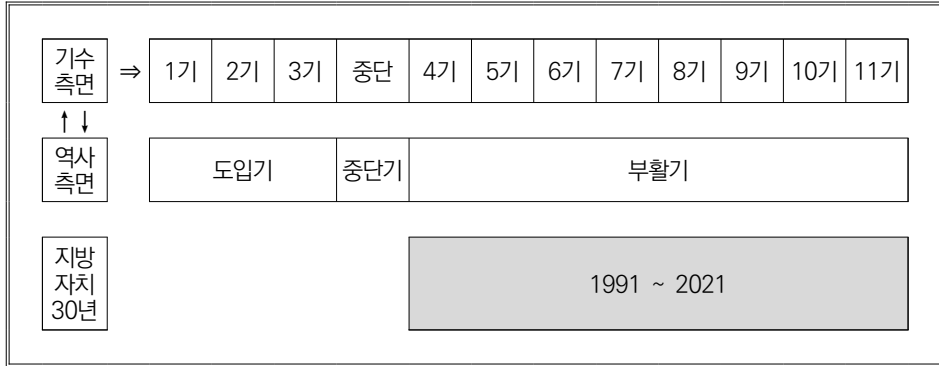 기수
측면
⇒ 1기 2기 3기 중단 4기 5기 6기 7기 8기 9기 10기 11기
↑↓
역사
측면
도입기 중단기 부활기
지방
자치
30년
1991 ~ 2021